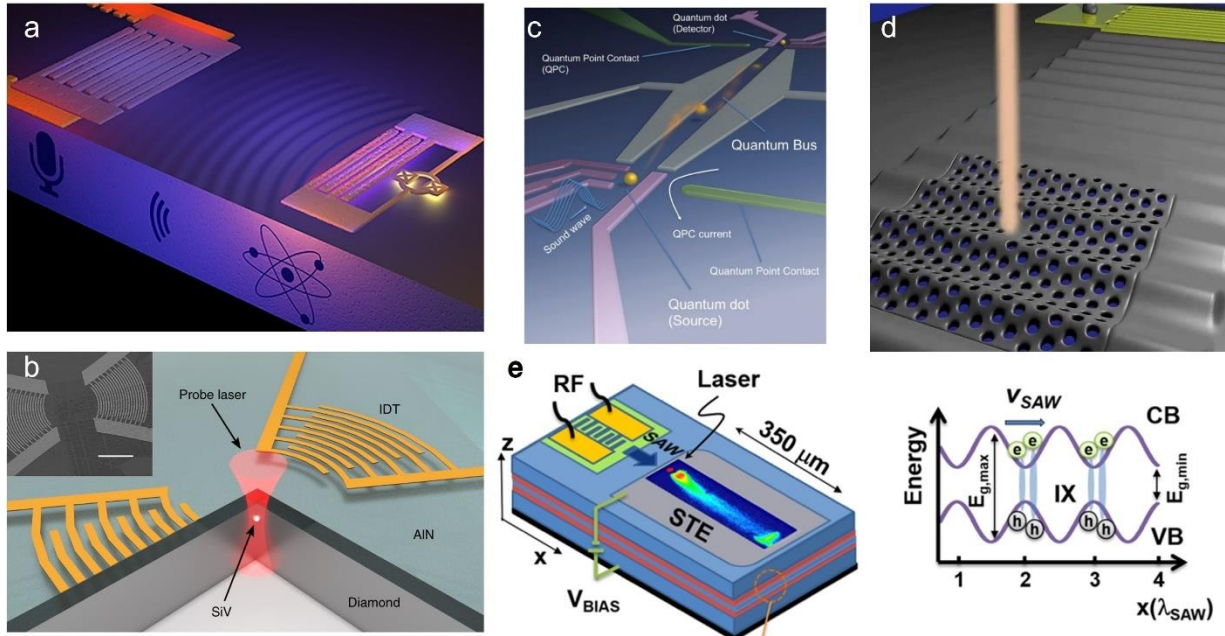 a
c
Quantum dot
(Detector)
Quantum Point Contact
(QPC)
Quantum Bus
Sound wave
QPC current
Quantum Point Contact
Quantum dot
(Source)
d
b
Probe laser
IDT
AlN
SiV
Diamond
e
RF
Laser
SAW
350 μm
z
x
STE
V_BIAS
v_SAW
CB
Energy
E_g,max
e
e
e
e
IX
h
h
h
h
E_g,min
VB
1 2 3 4
x(λ_SAW)